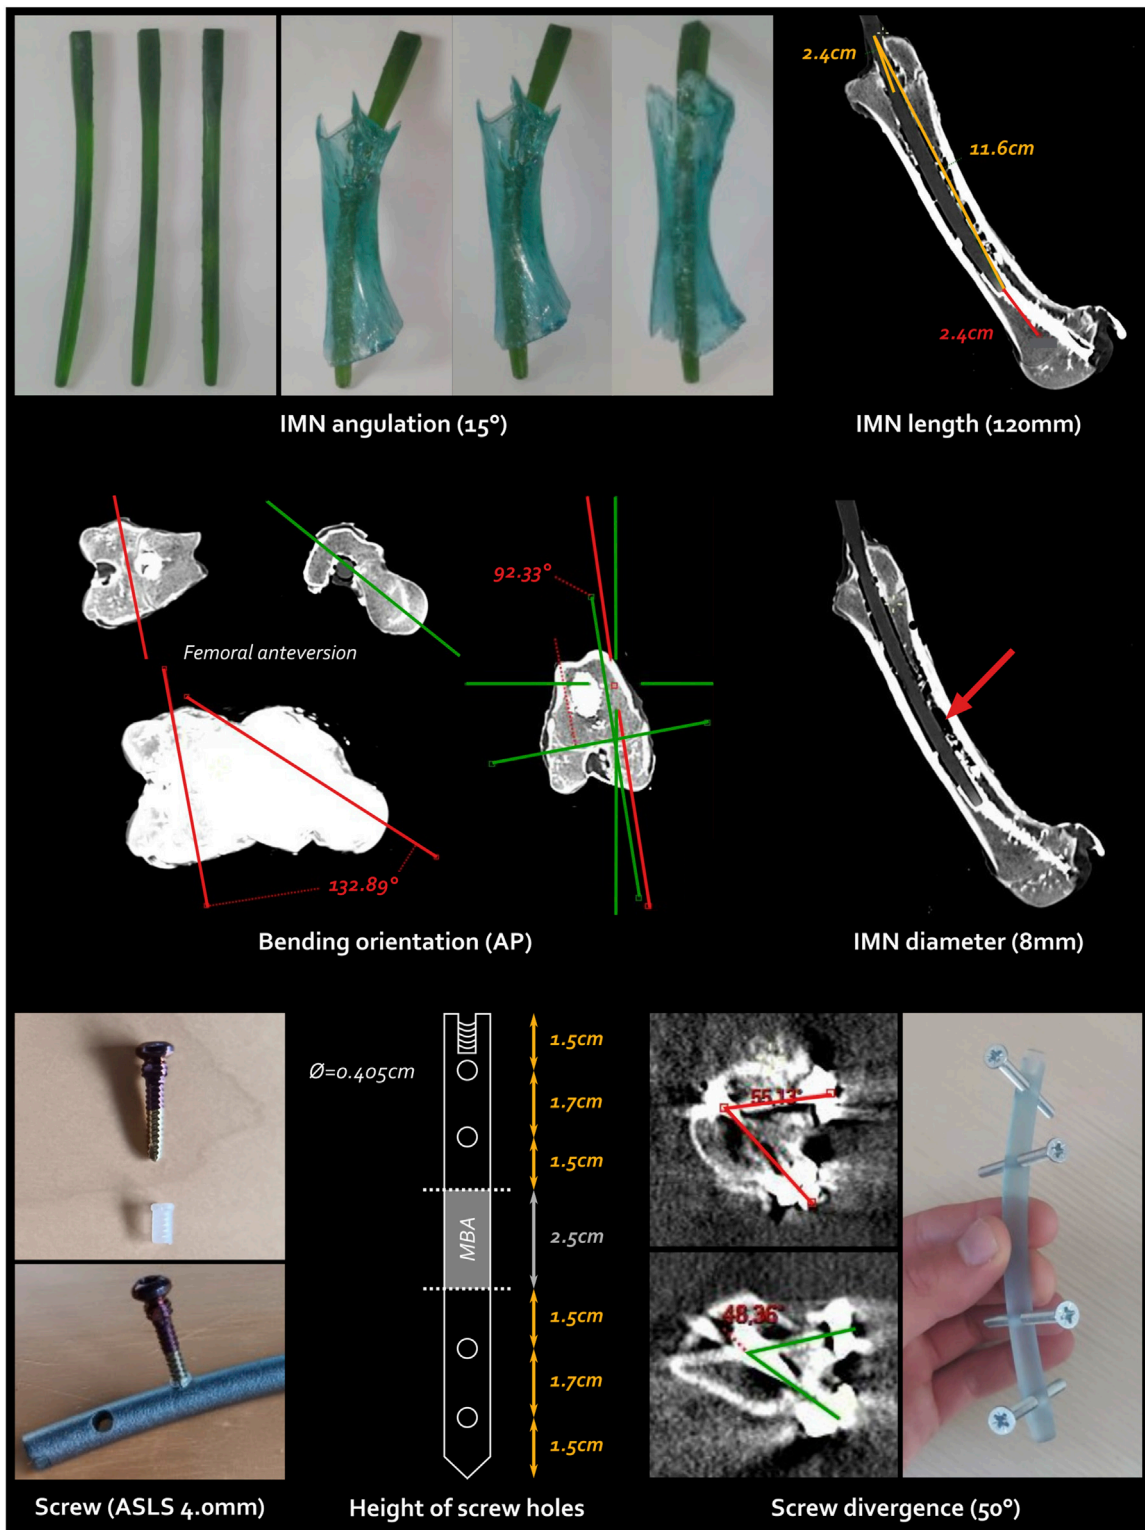 2.4cm
11.6cm
2.4cm
IMN angulation (15°)
IMN length (120mm)
92.33°
Femoral anteversion
132.89°
Bending orientation (AP)
IMN diameter (8mm)
Ø=0.405cm
1.5cm
1.7cm
1.5cm
MBA
2.5cm
1.5cm
1.7cm
1.5cm
55,13°
48,36°
Screw (ASLS 4.0mm)
Height of screw holes
Screw divergence (50°)